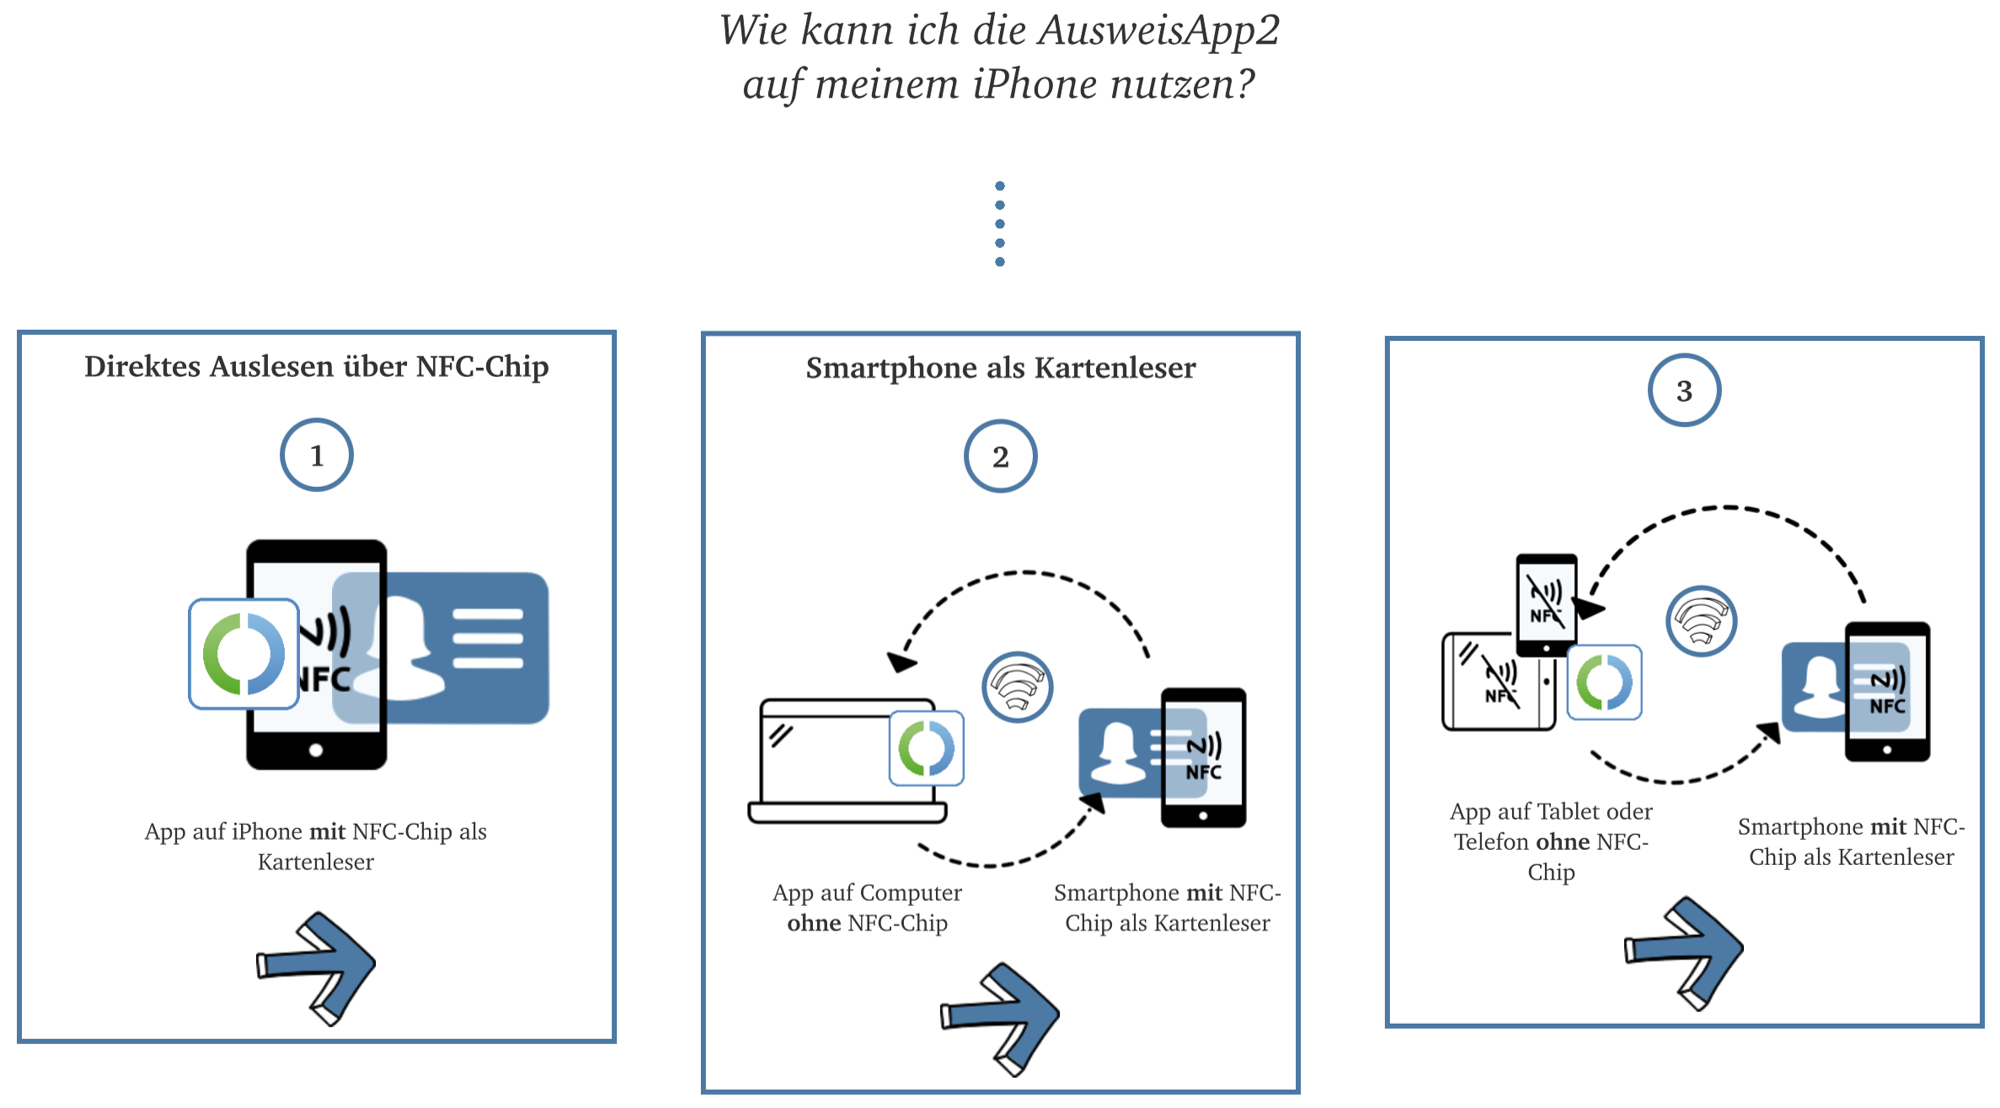 Wie kann ich die AusweisApp2
auf meinem iPhone nutzen?
Direktes Auslesen über NFC-Chip
1
NFC
App auf iPhone mit NFC-Chip als
Kartenleser
Smartphone als Kartenleser
2
NFC
App auf Computer
ohne NFC-Chip
Smartphone mit NFC-
Chip als Kartenleser
3
NFC
NFC
NFC
App auf Tablet oder
Telefon ohne NFC-
Chip
Smartphone mit NFC-
Chip als Kartenleser